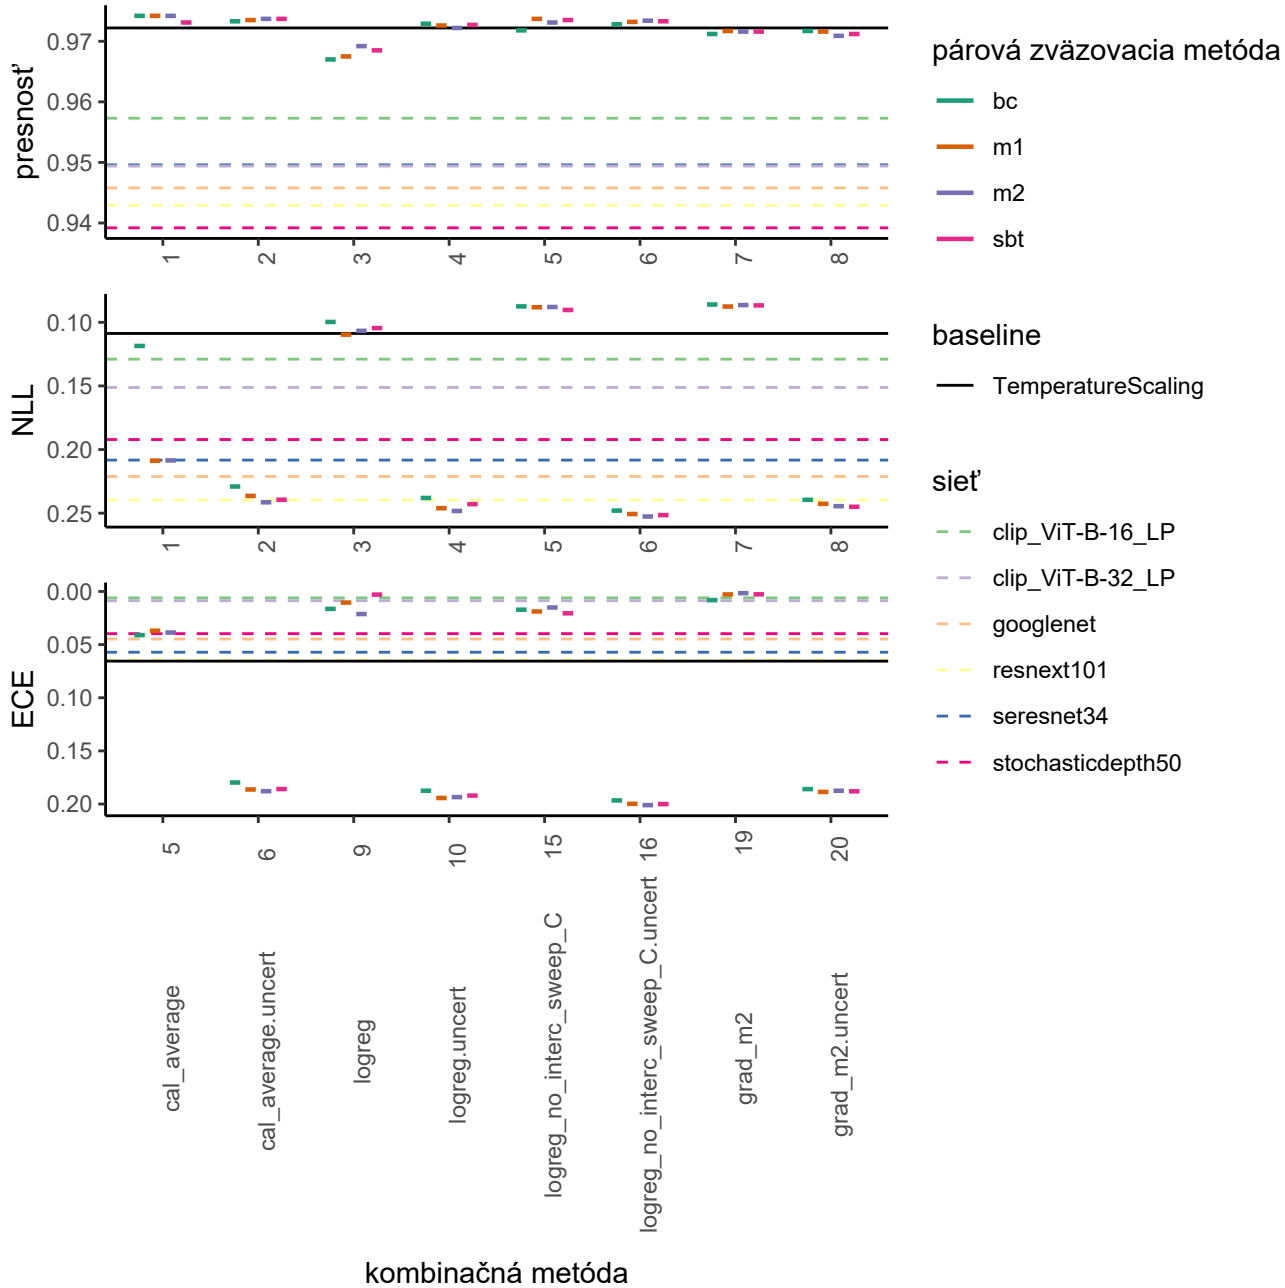 presnosť
0.97
0.96
0.95
0.94
1
2
3
4
5
6
7
8
NLL
0.10
0.15
0.20
0.25
1
2
3
4
5
6
7
8
ECE
0.00
0.05
0.10
0.15
0.20
5
6
9
10
15
16
19
20
cal_average
cal_average.uncert
logreg
logreg.uncert
logreg_no_interc_sweep_C
logreg_no_interc_sweep_C.uncert
grad_m2
grad_m2.uncert
kombinačná metóda
párová zväzovacia metóda
bc
m1
m2
sbt
baseline
TemperatureScaling
sieť
clip_ViT-B-16_LP
clip_ViT-B-32_LP
googlenet
resnext101
seresnet34
stochasticdepth50